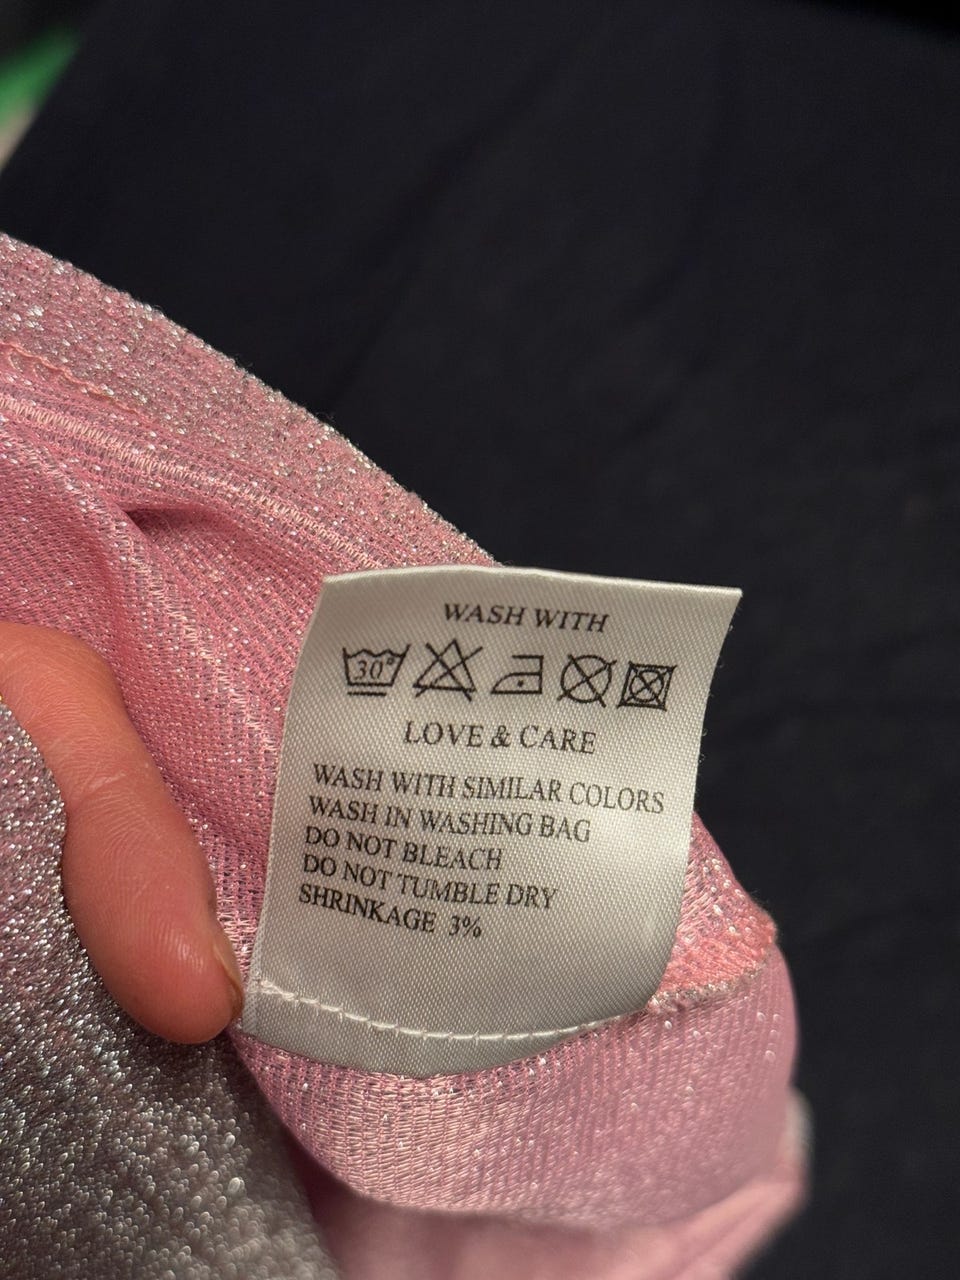 WASH WITH
30°
LOVE & CARE
WASH WITH SIMILAR COLORS
WASH IN WASHING BAG
DO NOT BLEACH
DO NOT TUMBLE DRY
SHRINKAGE 3%